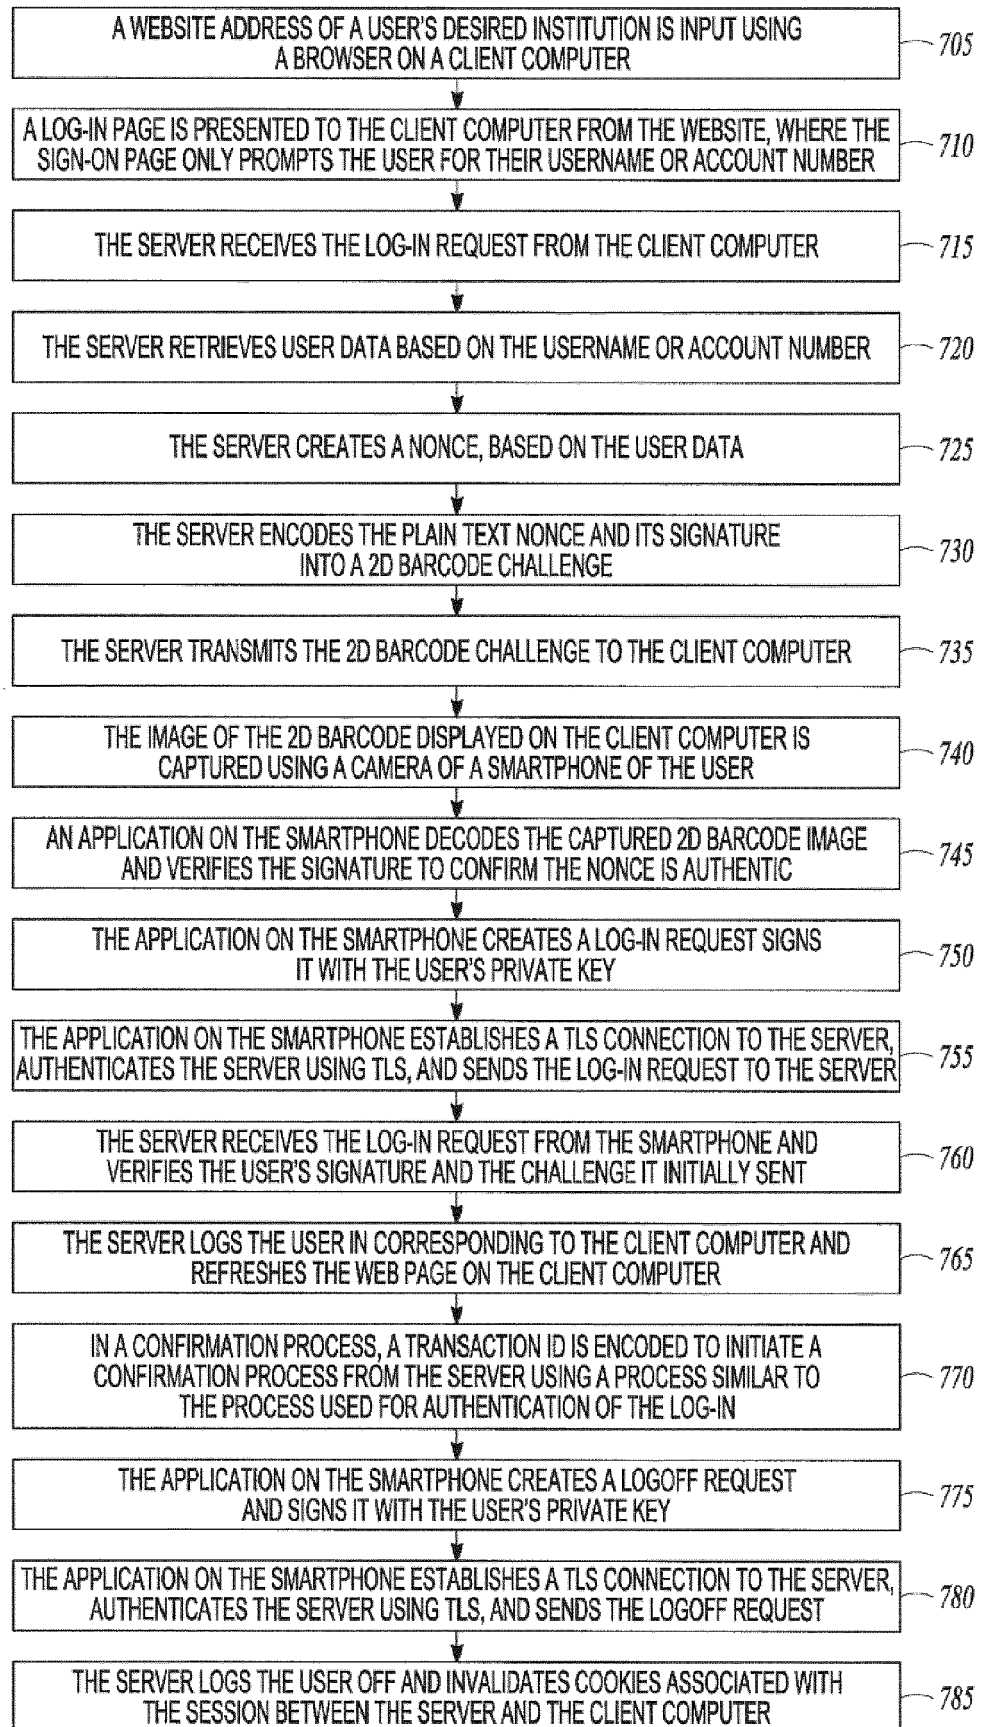 A WEBSITE ADDRESS OF A USER'S DESIRED INSTITUTION IS INPUT USING
A BROWSER ON A CLIENT COMPUTER
705
A LOG-IN PAGE IS PRESENTED TO THE CLIENT COMPUTER FROM THE WEBSITE, WHERE THE
SIGN-ON PAGE ONLY PROMPTS THE USER FOR THEIR USERNAME OR ACCOUNT NUMBER
710
THE SERVER RECEIVES THE LOG-IN REQUEST FROM THE CLIENT COMPUTER
715
THE SERVER RETRIEVES USER DATA BASED ON THE USERNAME OR ACCOUNT NUMBER
720
THE SERVER CREATES A NONCE, BASED ON THE USER DATA
725
THE SERVER ENCODES THE PLAIN TEXT NONCE AND ITS SIGNATURE
INTO A 2D BARCODE CHALLENGE
730
THE SERVER TRANSMITS THE 2D BARCODE CHALLENGE TO THE CLIENT COMPUTER
735
THE IMAGE OF THE 2D BARCODE DISPLAYED ON THE CLIENT COMPUTER IS
CAPTURED USING A CAMERA OF A SMARTPHONE OF THE USER
740
AN APPLICATION ON THE SMARTPHONE DECODES THE CAPTURED 2D BARCODE IMAGE
AND VERIFIES THE SIGNATURE TO CONFIRM THE NONCE IS AUTHENTIC
745
THE APPLICATION ON THE SMARTPHONE CREATES A LOG-IN REQUEST SIGNS
IT WITH THE USER'S PRIVATE KEY
750
THE APPLICATION ON THE SMARTPHONE ESTABLISHES A TLS CONNECTION TO THE SERVER,
AUTHENTICATES THE SERVER USING TLS, AND SENDS THE LOG-IN REQUEST TO THE SERVER
755
THE SERVER RECEIVES THE LOG-IN REQUEST FROM THE SMARTPHONE AND
VERIFIES THE USER'S SIGNATURE AND THE CHALLENGE IT INITIALLY SENT
760
THE SERVER LOGS THE USER IN CORRESPONDING TO THE CLIENT COMPUTER AND
REFRESHES THE WEB PAGE ON THE CLIENT COMPUTER
765
IN A CONFIRMATION PROCESS, A TRANSACTION ID IS ENCODED TO INITIATE A
CONFIRMATION PROCESS FROM THE SERVER USING A PROCESS SIMILAR TO
THE PROCESS USED FOR AUTHENTICATION OF THE LOG-IN
770
THE APPLICATION ON THE SMARTPHONE CREATES A LOGOFF REQUEST
AND SIGNS IT WITH THE USER'S PRIVATE KEY
775
THE APPLICATION ON THE SMARTPHONE ESTABLISHES A TLS CONNECTION TO THE SERVER,
AUTHENTICATES THE SERVER USING TLS, AND SENDS THE LOGOFF REQUEST
780
THE SERVER LOGS THE USER OFF AND INVALIDATES COOKIES ASSOCIATED WITH
THE SESSION BETWEEN THE SERVER AND THE CLIENT COMPUTER
785